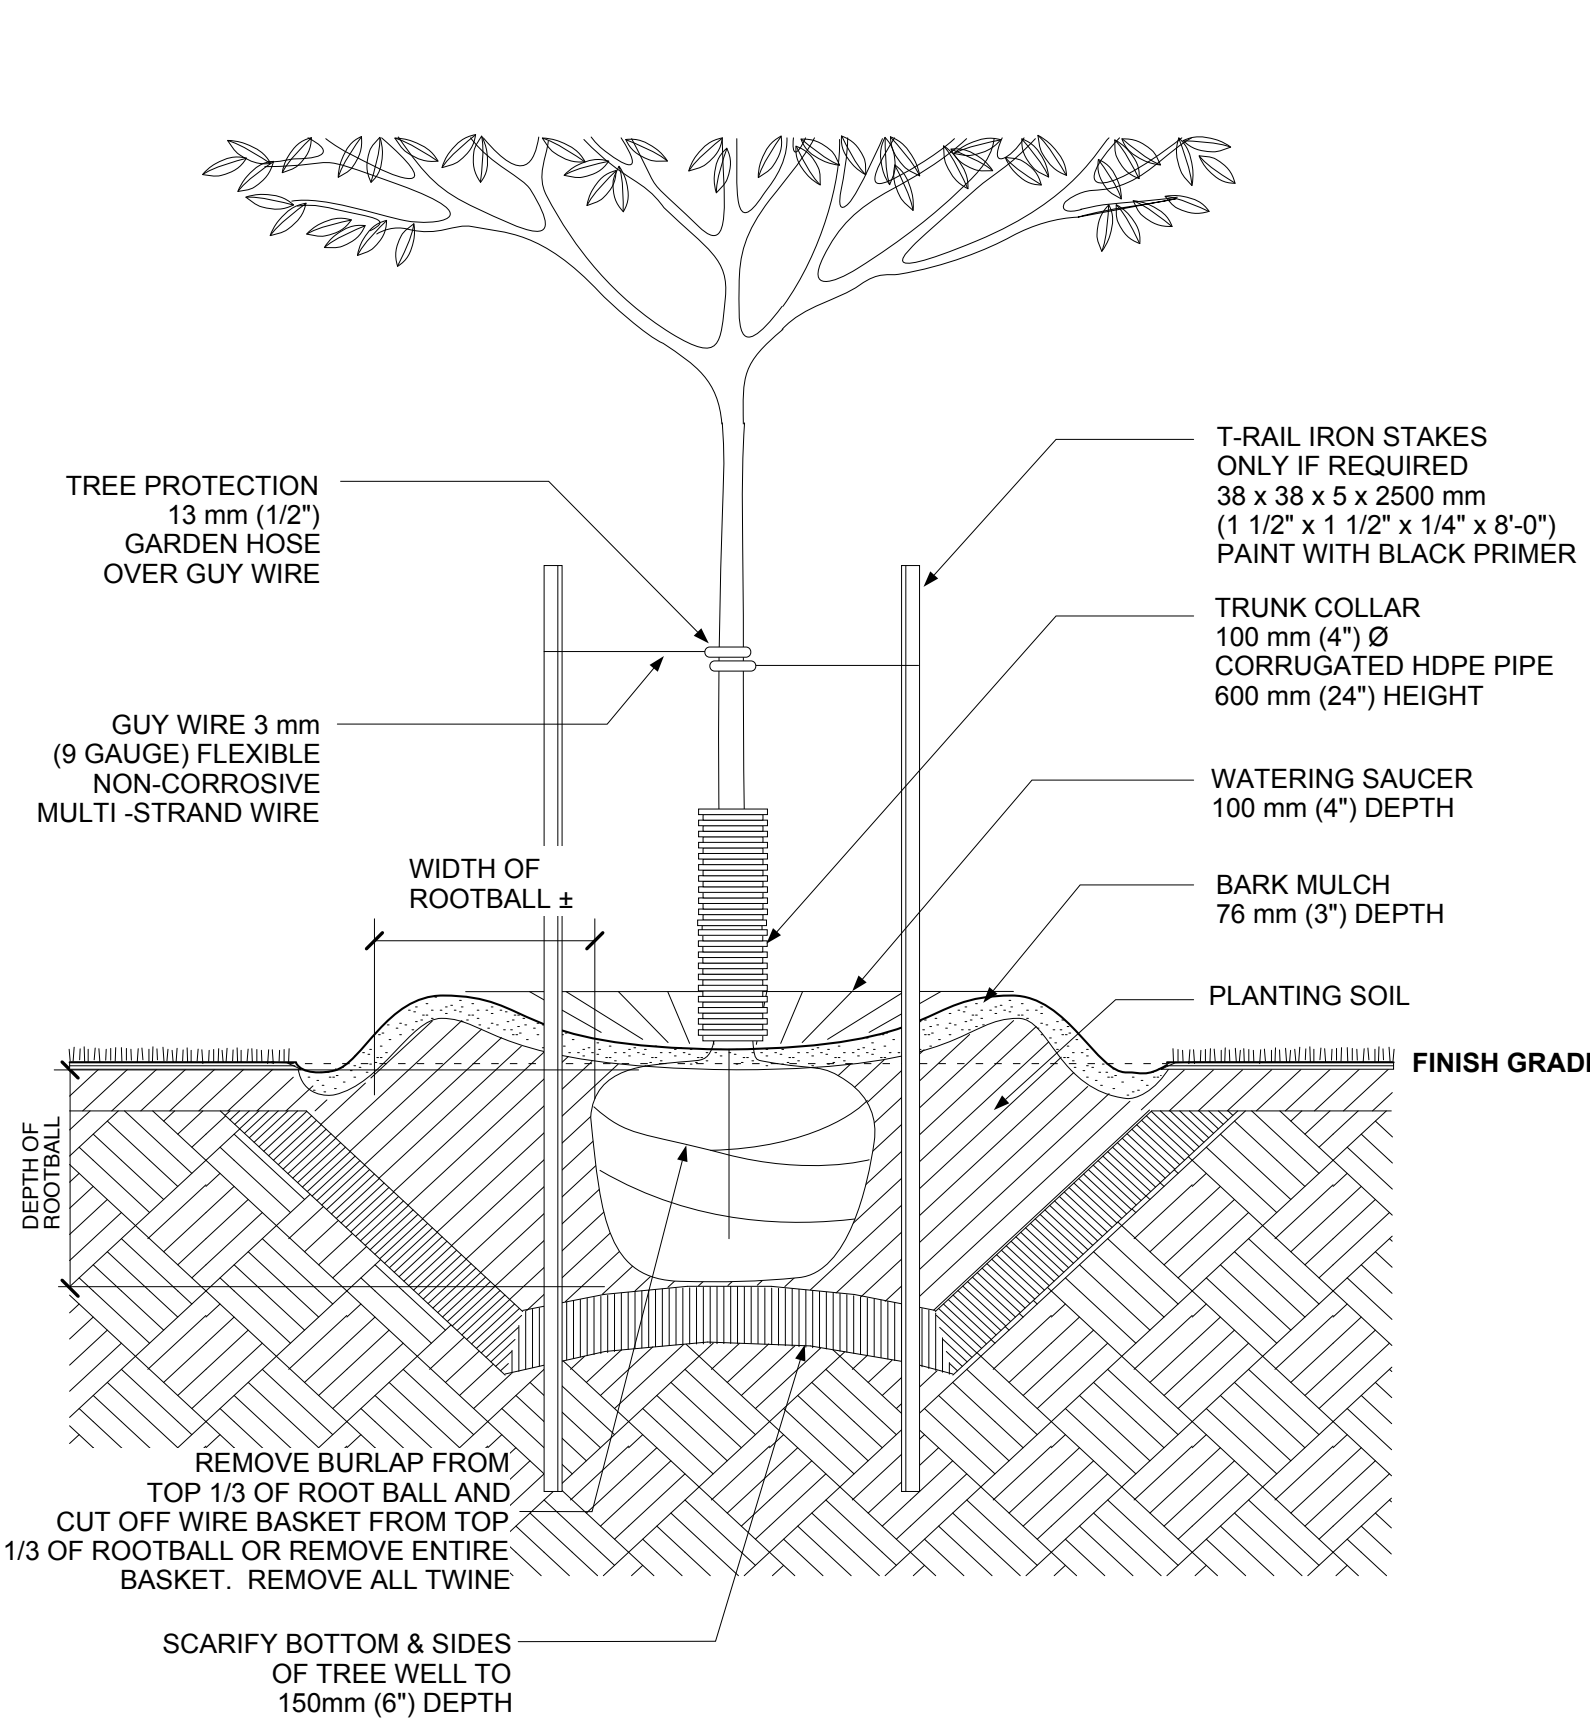 TREE PROTECTION
13 mm (1/2")
GARDEN HOSE
OVER GUY WIRE
GUY WIRE 3 mm
(9 GAUGE) FLEXIBLE
NON-CORROSIVE
MULTI -STRAND WIRE
WIDTH OF
ROOTBALL ±
T-RAIL IRON STAKES
ONLY IF REQUIRED
38 x 38 x 5 x 2500 mm
(1 1/2" x 1 1/2" x 1/4" x 8'-0")
PAINT WITH BLACK PRIMER
TRUNK COLLAR
100 mm (4") Ø
CORRUGATED HDPE PIPE
600 mm (24") HEIGHT
WATERING SAUCER
100 mm (4") DEPTH
BARK MULCH
76 mm (3") DEPTH
PLANTING SOIL
FINISH GRAD
DEPTH OF
ROOTBALL
REMOVE BURLAP FROM
TOP 1/3 OF ROOT BALL AND
CUT OFF WIRE BASKET FROM TOP
1/3 OF ROOTBALL OR REMOVE ENTIRE
BASKET.  REMOVE ALL TWINE
SCARIFY BOTTOM & SIDES
OF TREE WELL TO
150mm (6") DEPTH